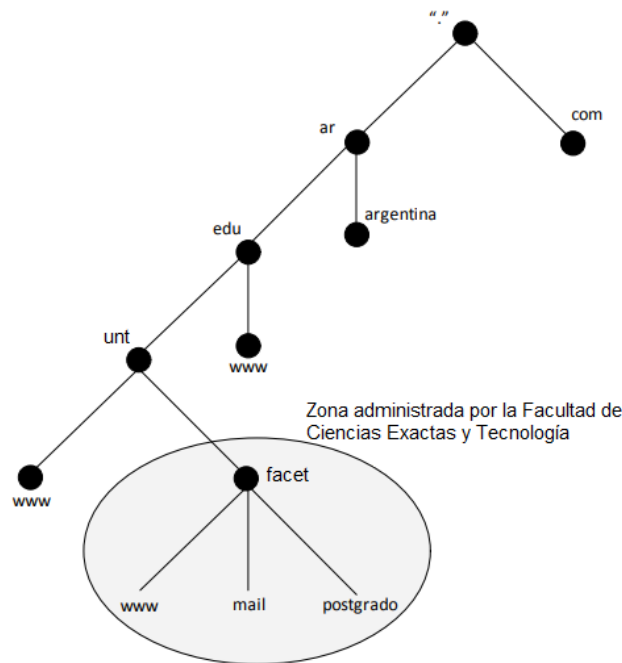 “.”
com
ar
argentina
edu
unt
www
Zona administrada por la Facultad de
Ciencias Exactas y Tecnología
www
facet
www
mail
postgrado